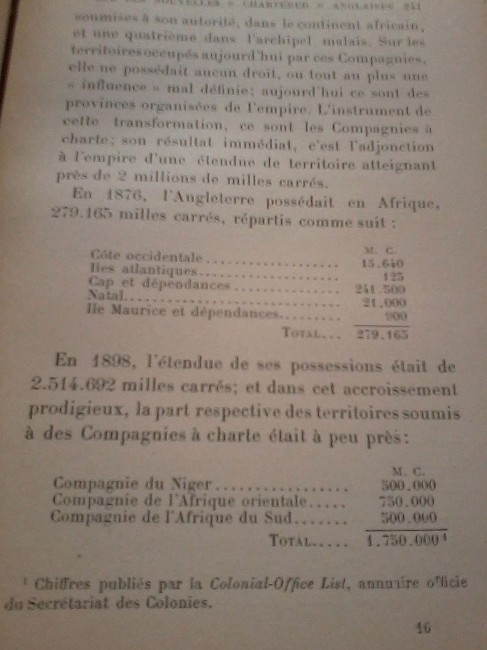 NOUVELLES « CHARTERED » ANGLAISES 241
soumises à son autorité, dans le continent africain,
et une quatrième dans l'archipel malais. Sur les
territoires occupés aujourd'hui par ces Compagnies,
elle ne possédait aucun droit, ou tout au plus une
« influence » mal définie; aujourd'hui ce sont des
provinces organisées de l'empire. L'instrument de
cette transformation, ce sont les Compagnies à
charte; son résultat immédiat, c'est l'adjonction
à l'empire d'une étendue de territoire atteignant
près de 2 millions de milles carrés.
En 1876, l'Angleterre possédait en Afrique,
279.165 milles carrés, répartis comme suit :
M. C.
Côte occidentale.................... 15.640
Iles atlantiques.................... 125
Cap et dépendances................ 241.500
Natal............................... 21.000
Ile Maurice et dépendances........ 900
TOTAL... 279.165
En 1898, l'étendue de ses possessions était de
2.514.692 milles carrés; et dans cet accroissement
prodigieux, la part respective des territoires soumis
à des Compagnies à charte était à peu près:
M. C.
Compagnie du Niger................ 500.000
Compagnie de l'Afrique orientale..... 750.000
Compagnie de l'Afrique du Sud....... 500.000
TOTAL..... 1.750.000¹
¹ Chiffres publiés par la Colonial-Office List, annuaire officie
du Secrétariat des Colonies.
16